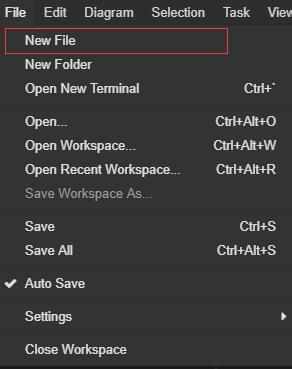 File Edit Diagram Selection Task View
New File
New Folder
Open New Terminal Ctrl+`
Open... Ctrl+Alt+O
Open Workspace... Ctrl+Alt+W
Open Recent Workspace... Ctrl+Alt+R
Save Workspace As...
Save Ctrl+S
Save All Ctrl+Alt+S
Auto Save
Settings
Close Workspace